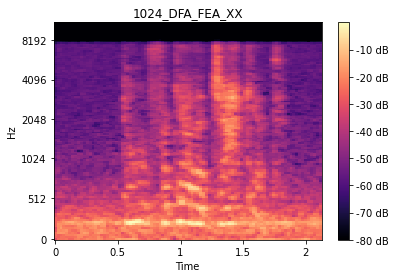 1024_DFA_FEA_XX
8192
4096
2048
1024
512
0
Hz
0
0.5
1
1.5
2
Time
-10 dB
-20 dB
-30 dB
-40 dB
-50 dB
-60 dB
-70 dB
-80 dB